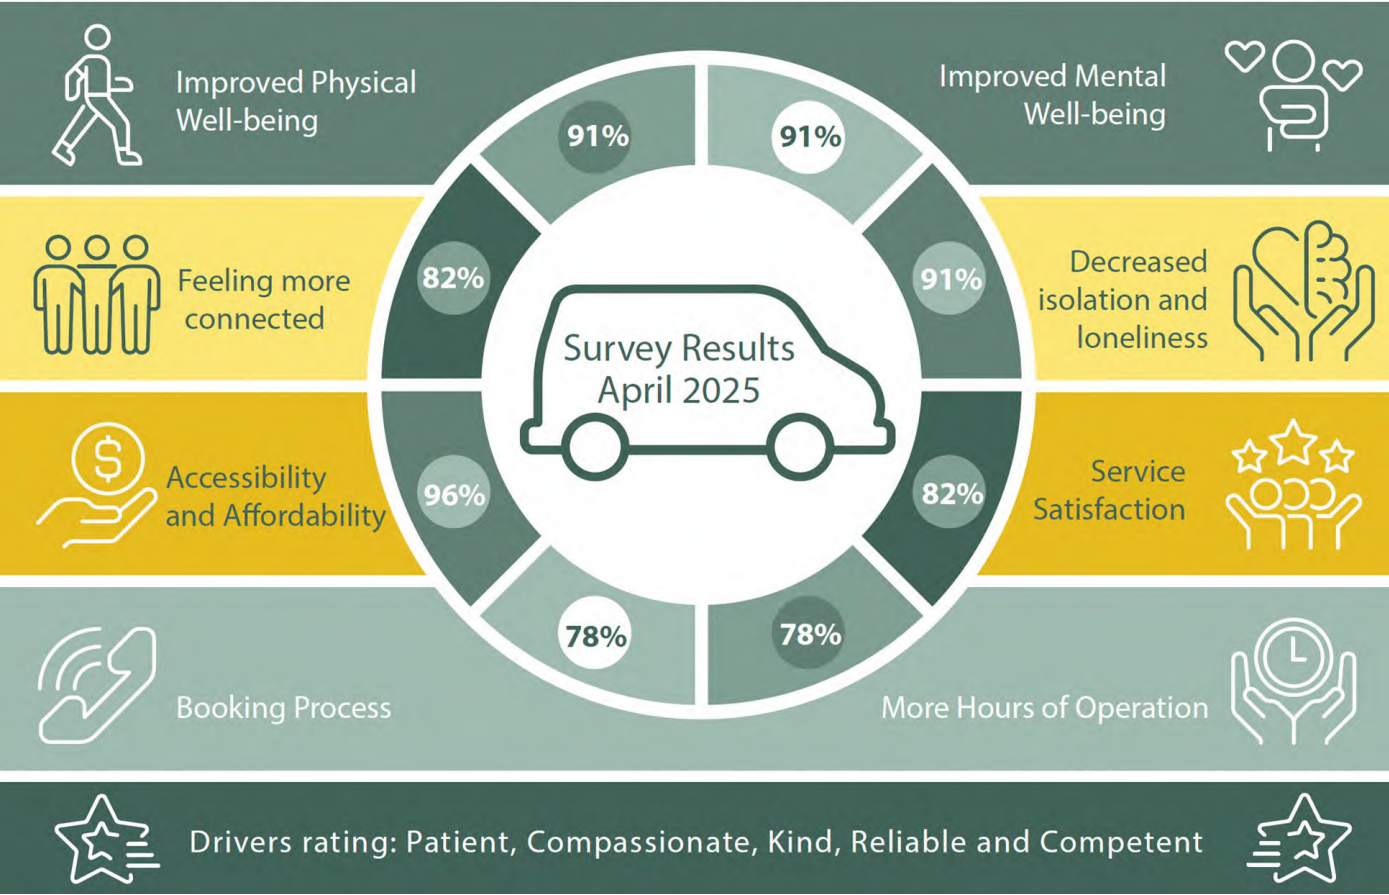 Improved Physical
Well-being
91%
91%
Improved Mental
Well-being
Feeling more
connected
82%
91%
Decreased
isolation and
loneliness
Survey Results
April 2025
$
Accessibility
and Affordability
96%
82%
Service
Satisfaction
Booking Process
78%
78%
More Hours of Operation
Drivers rating: Patient, Compassionate, Kind, Reliable and Competent